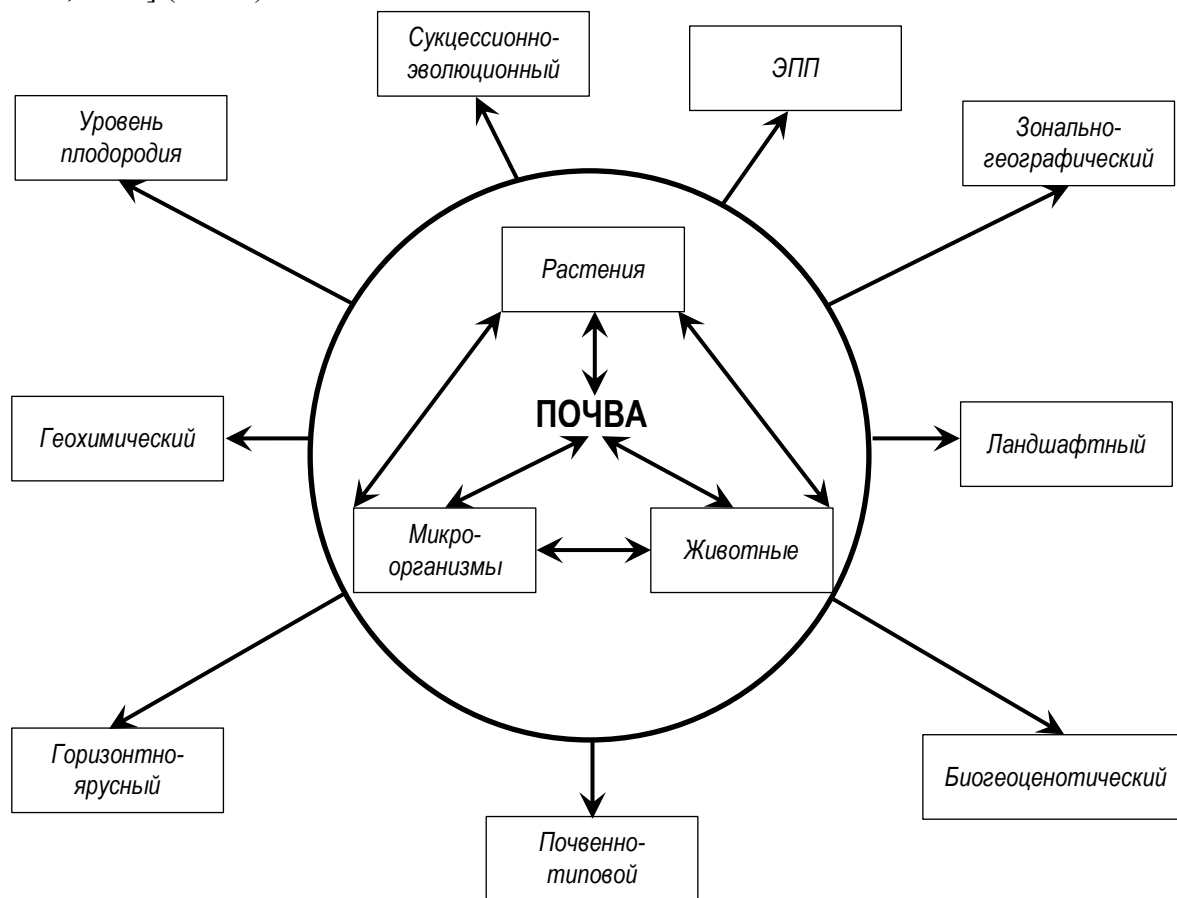 Сукцессионно-
эволюционный
ЭПП
Уровень
плодородия
Зонально-
географический
Растения
ПОЧВА
Геохимический
Ландшафтный
Микро-
организмы
Животные
Горизонтно-
ярусный
Биогеоценотический
Почвенно-
типовой